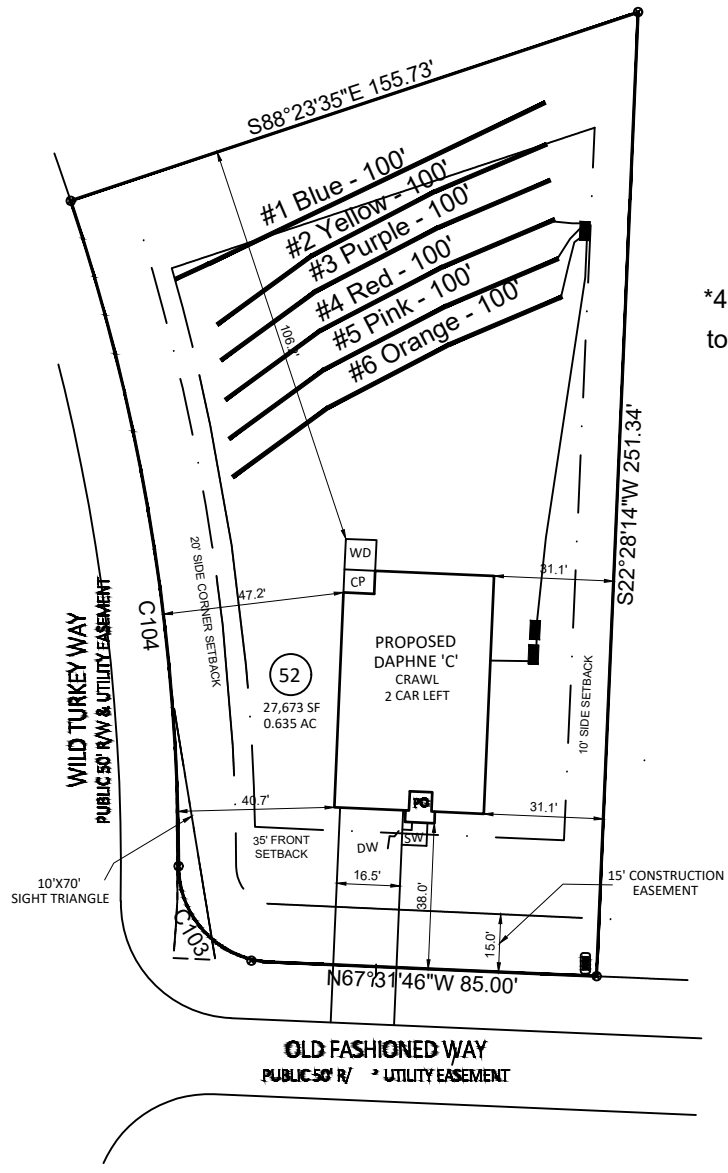 S88°23'35"E 155.73'
#1 Blue - 100'
#2 Yellow - 100'
#3 Purple - 100'
#4 Red - 100'
#5 Pink - 100'
#6 Orange - 100'
*4
to
S22°28'14"W 251.34'
WD
CP
31.1'
47.2'
20' SIDE CORNER SETBACK
C104
WILD TURKEY WAY
PUBLIC 50' R/W & UTILITY EASEMENT
52
27,673 SF
0.635 AC
PROPOSED
DAPHNE 'C'
CRAWL
2 CAR LEFT
10' SIDE SETBACK
40.7'
31.1'
35' FRONT
SETBACK
DW
SW
16.5'
38.0'
10'X70'
SIGHT TRIANGLE
15' CONSTRUCTION
EASEMENT
15.0'
C103
N67°31'46"W 85.00'
OLD FASHIONED WAY
PUBLIC 50' R/ UTILITY EASEMENT